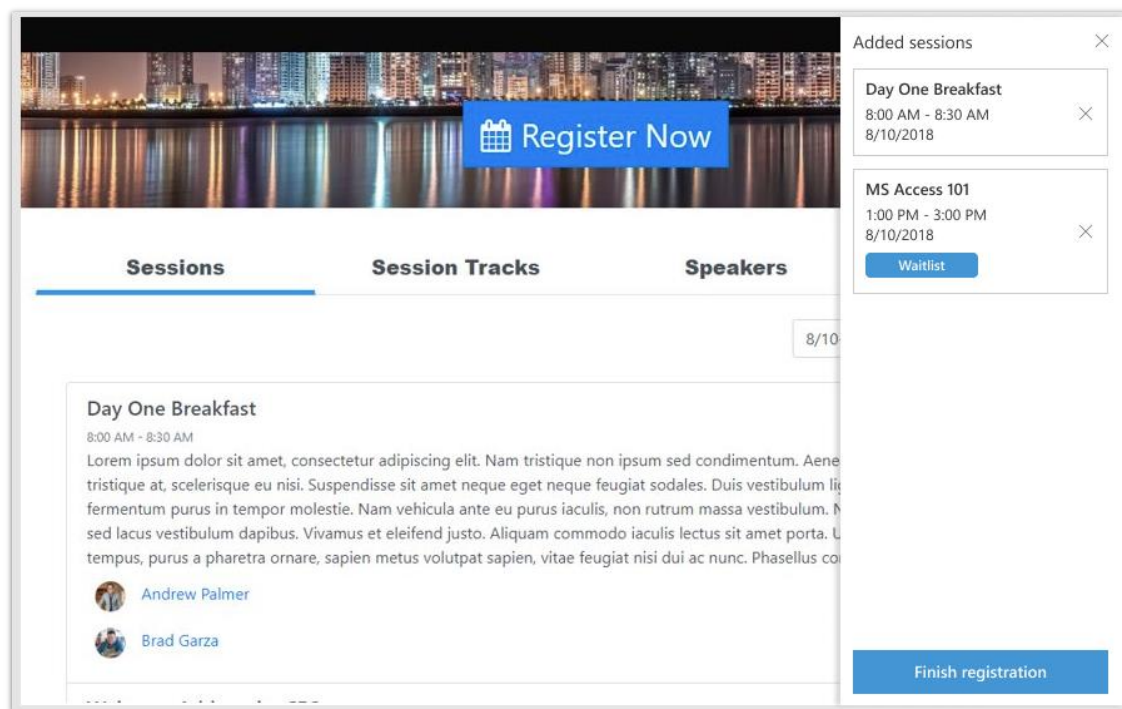 Register Now
Sessions
Session Tracks
Speakers
8/10
Day One Breakfast
8:00 AM - 8:30 AM
Lorem ipsum dolor sit amet, consectetur adipiscing elit. Nam tristique non ipsum sed condimentum. Aene
tristique at, scelerisque eu nisi. Suspendisse sit amet neque eget neque feugiat sodales. Duis vestibulum
fermentum purus in tempor molestie. Nam vehicula ante eu purus iaculis, non rutrum massa vestibulum.
sed lacus vestibulum dapibus. Vivamus et eleifend justo. Aliquam commodo iaculis lectus sit amet porta.
tempus, purus a pharetra ornare, sapien metus volutpat sapien, vitae feugiat nisi dui ac nunc. Phasellus
Andrew Palmer
Brad Garza
Added sessions
Day One Breakfast
8:00 AM - 8:30 AM
8/10/2018
MS Access 101
1:00 PM - 3:00 PM
8/10/2018
Waitlist
Finish registration